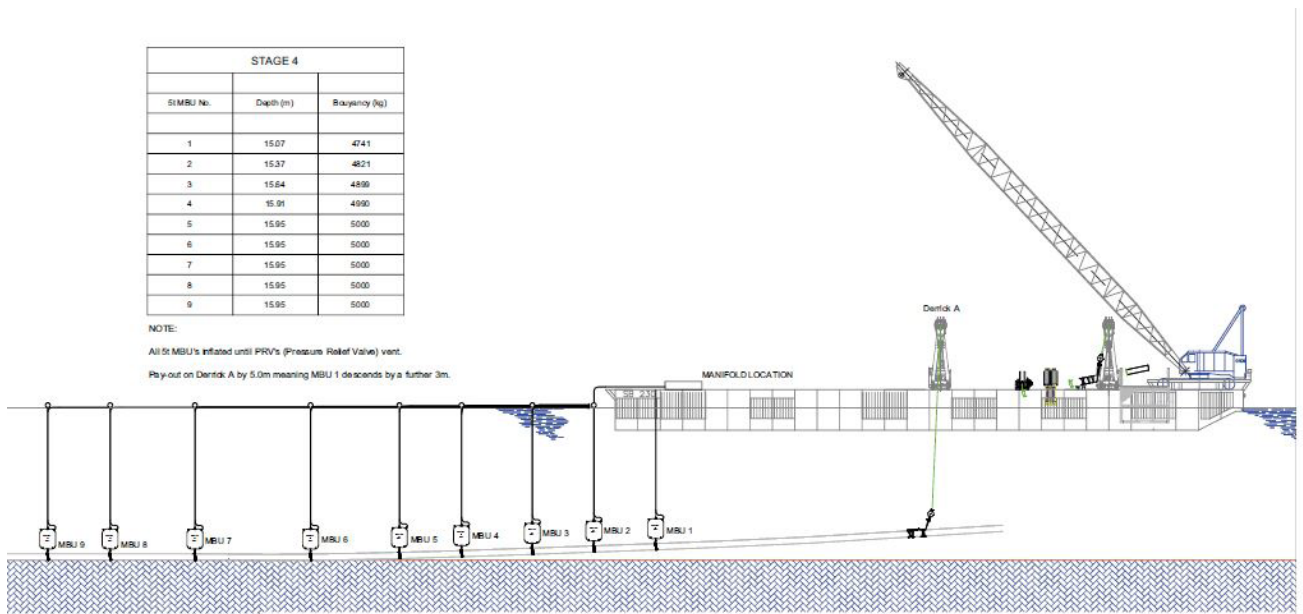 STAGE 4
5t MBU No. Depth (m) Bouyancy (kg)
1 15.07 4741
2 15.37 4821
3 15.64 4899
4 15.91 4990
5 15.95 5000
6 15.95 5000
7 15.95 5000
8 15.95 5000
9 15.95 5000
NOTE:
All 5t MBU's inflated until PRV's (Pressure Relief Valve) vent.
Pay-out on Derrick A by 5.0m meaning MBU 1 descends by a further 3m.
Derrick A
MANIFOLD LOCATION
MBU 9
MBU 8
MBU 7
MBU 6
MBU 5
MBU 4
MBU 3
MBU 2
MBU 1